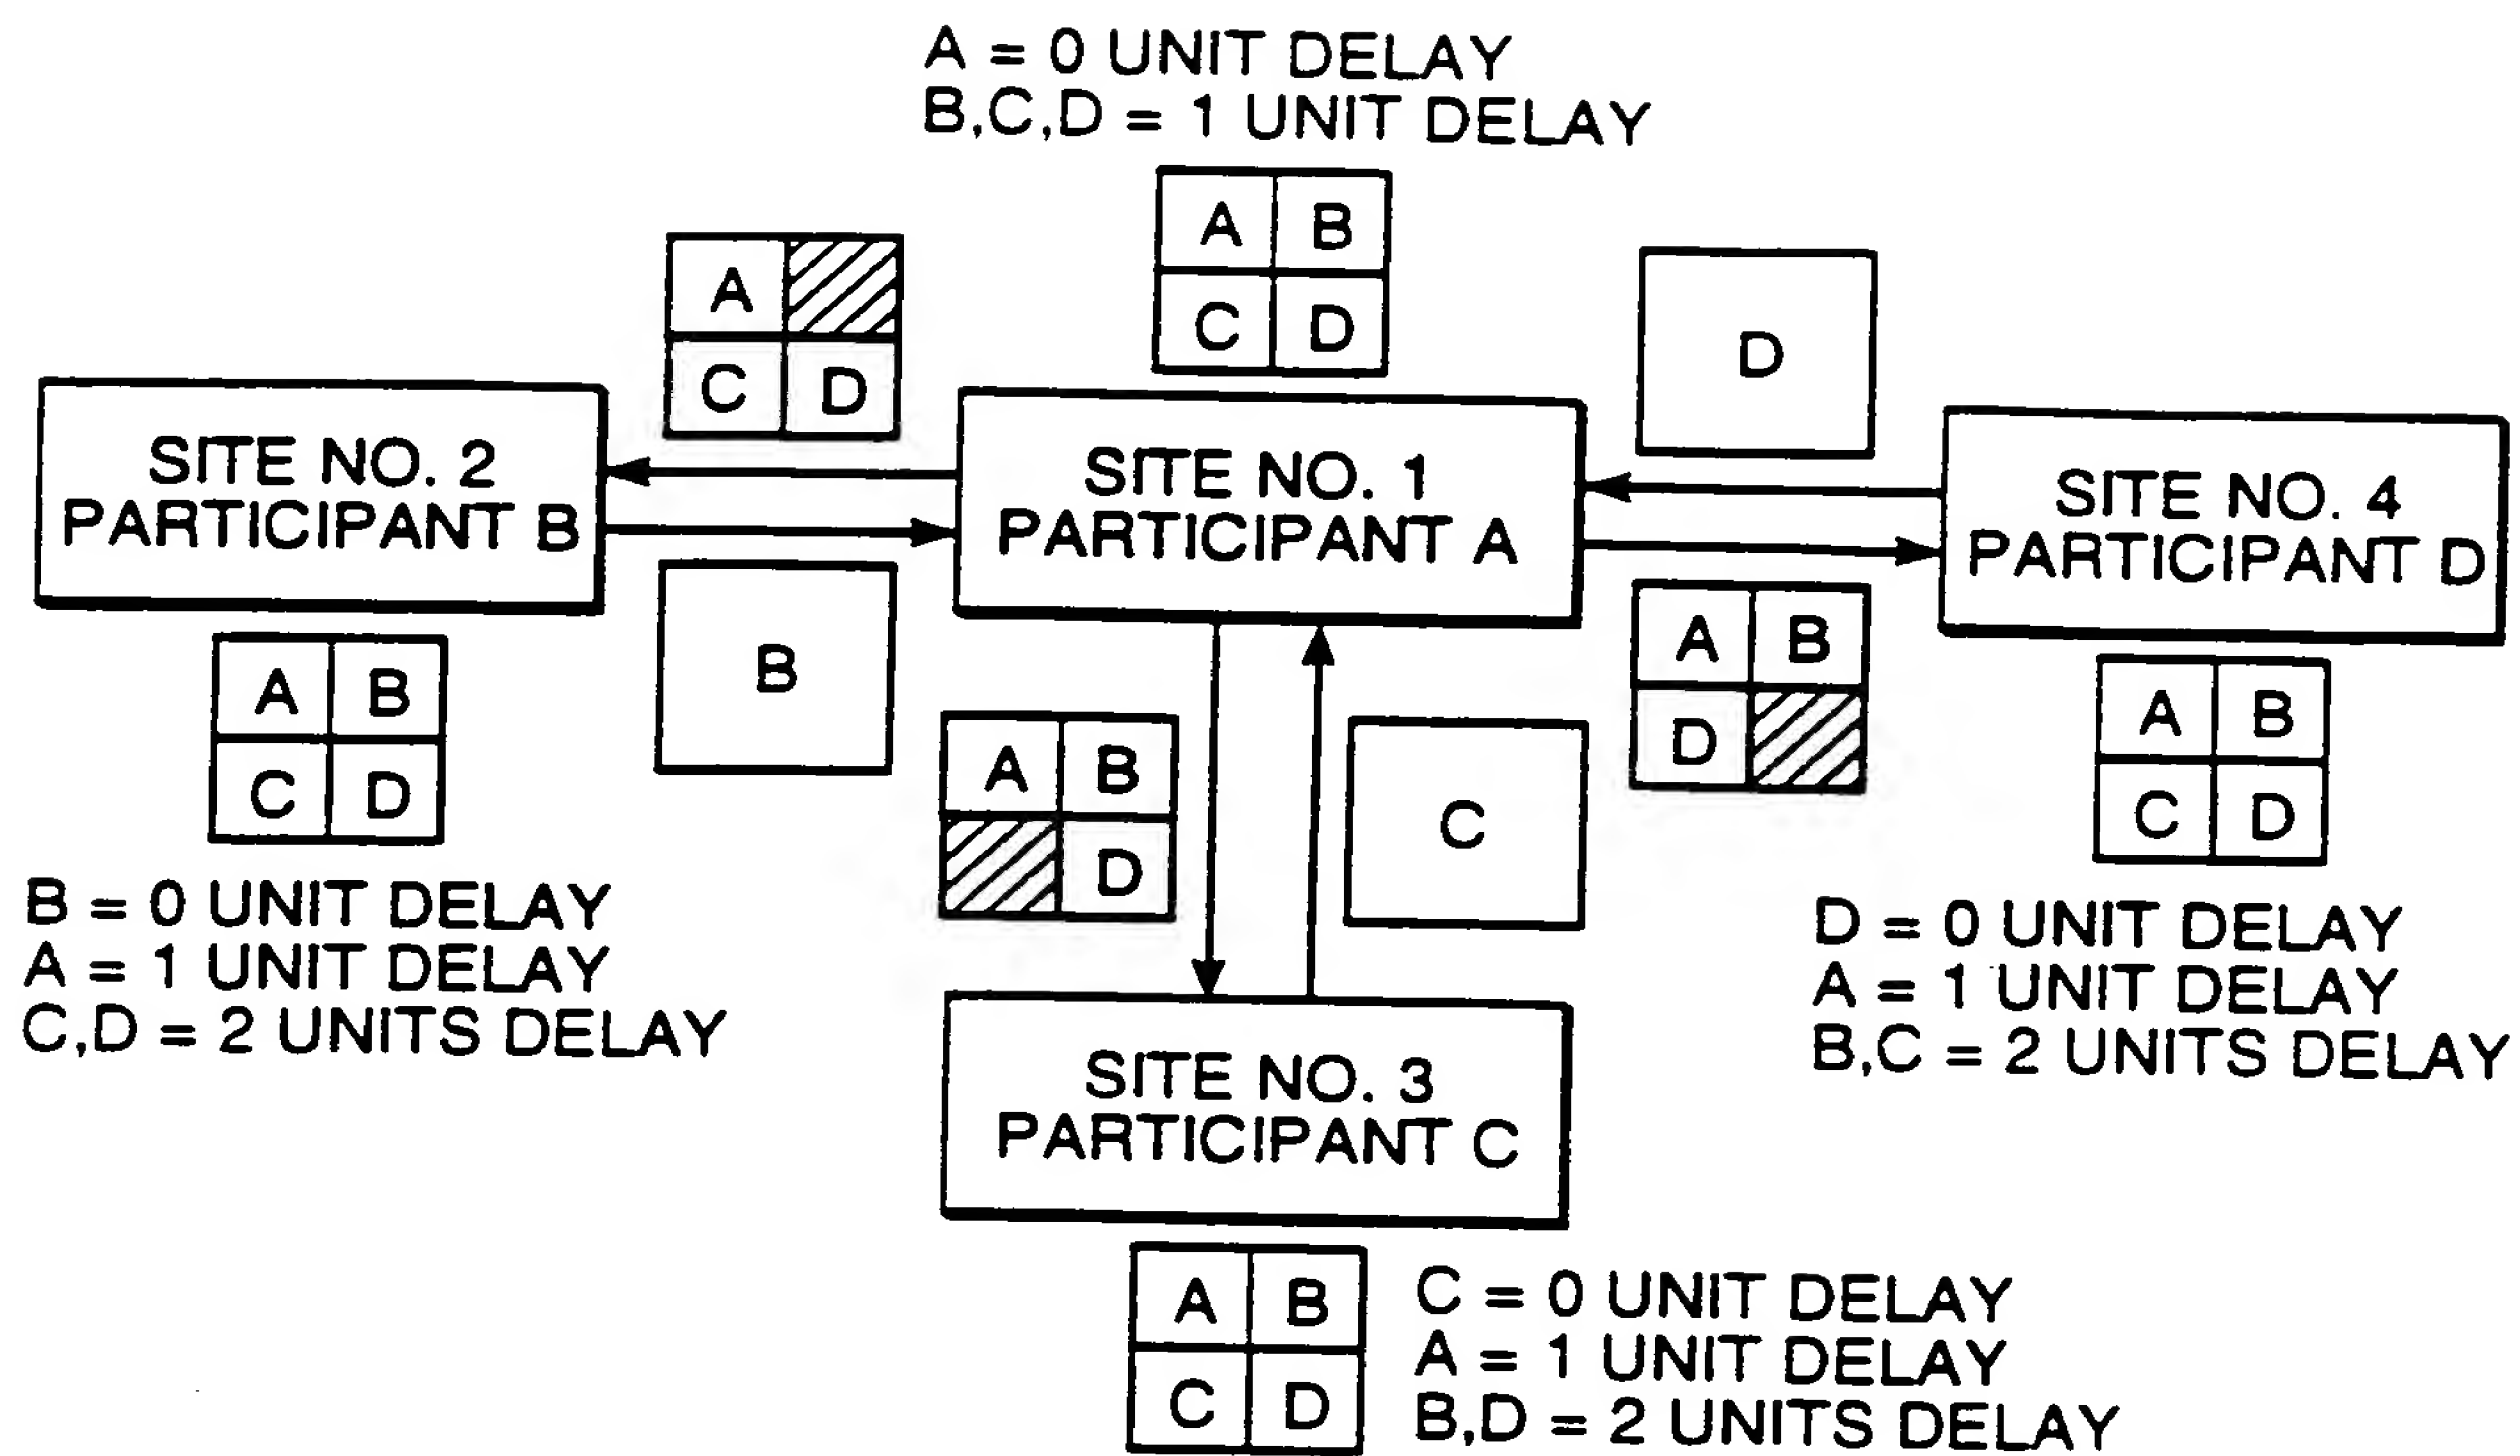 A = 0 UNIT DELAY
B,C,D = 1 UNIT DELAY
A B
C D
A
C D
D
SITE NO. 2
PARTICIPANT B
SITE NO. 1
PARTICIPANT A
SITE NO. 4
PARTICIPANT D
A B
C D
B
A B
D
C
A B
D
A B
C D
B = 0 UNIT DELAY
A = 1 UNIT DELAY
C,D = 2 UNITS DELAY
D = 0 UNIT DELAY
A = 1 UNIT DELAY
B,C = 2 UNITS DELAY
SITE NO. 3
PARTICIPANT C
A B
C D
C = 0 UNIT DELAY
A = 1 UNIT DELAY
B,D = 2 UNITS DELAY